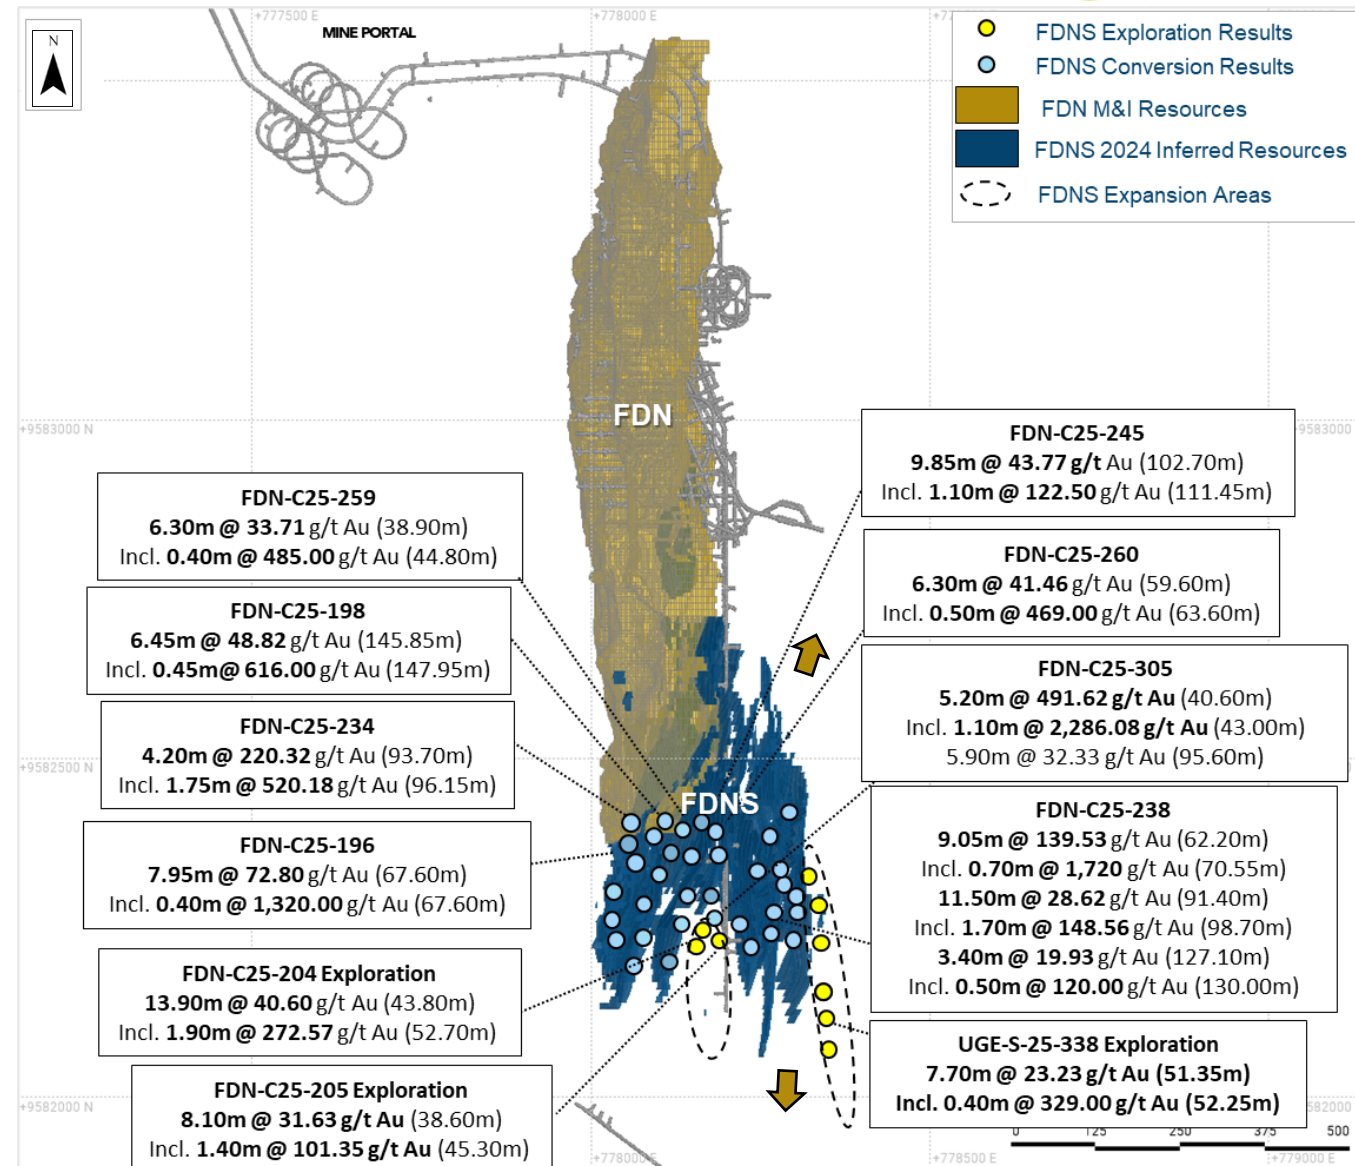 +777500 E
+778000 E
MINE PORTAL
N
FDNS Exploration Results
FDNS Conversion Results
FDN M&I Resources
FDNS 2024 Inferred Resources
FDNS Expansion Areas
FDN
+9583000 N
9583000
FDN-C25-245
9.85m @ 43.77 g/t Au (102.70m)
Incl. 1.10m @ 122.50 g/t Au (111.45m)
FDN-C25-259
6.30m @ 33.71 g/t Au (38.90m)
Incl. 0.40m @ 485.00 g/t Au (44.80m)
FDN-C25-260
6.30m @ 41.46 g/t Au (59.60m)
Incl. 0.50m @ 469.00 g/t Au (63.60m)
FDN-C25-198
6.45m @ 48.82 g/t Au (145.85m)
Incl. 0.45m@ 616.00 g/t Au (147.95m)
FDN-C25-305
5.20m @ 491.62 g/t Au (40.60m)
Incl. 1.10m @ 2,286.08 g/t Au (43.00m)
5.90m @ 32.33 g/t Au (95.60m)
FDN-C25-234
4.20m @ 220.32 g/t Au (93.70m)
Incl. 1.75m @ 520.18 g/t Au (96.15m)
+9582500 N
FDNS
FDN-C25-238
9.05m @ 139.53 g/t Au (62.20m)
Incl. 0.70m @ 1,720 g/t Au (70.55m)
11.50m @ 28.62 g/t Au (91.40m)
Incl. 1.70m @ 148.56 g/t Au (98.70m)
3.40m @ 19.93 g/t Au (127.10m)
Incl. 0.50m @ 120.00 g/t Au (130.00m)
FDN-C25-196
7.95m @ 72.80 g/t Au (67.60m)
Incl. 0.40m @ 1,320.00 g/t Au (67.60m)
FDN-C25-204 Exploration
13.90m @ 40.60 g/t Au (43.80m)
Incl. 1.90m @ 272.57 g/t Au (52.70m)
UGE-S-25-338 Exploration
7.70m @ 23.23 g/t Au (51.35m)
Incl. 0.40m @ 329.00 g/t Au (52.25m)
FDN-C25-205 Exploration
8.10m @ 31.63 g/t Au (38.60m)
Incl. 1.40m @ 101.35 g/t Au (45.30m)
+9582000 N
582000
0 125 250 375 500
+778000 E
+778500 E
+779000 E